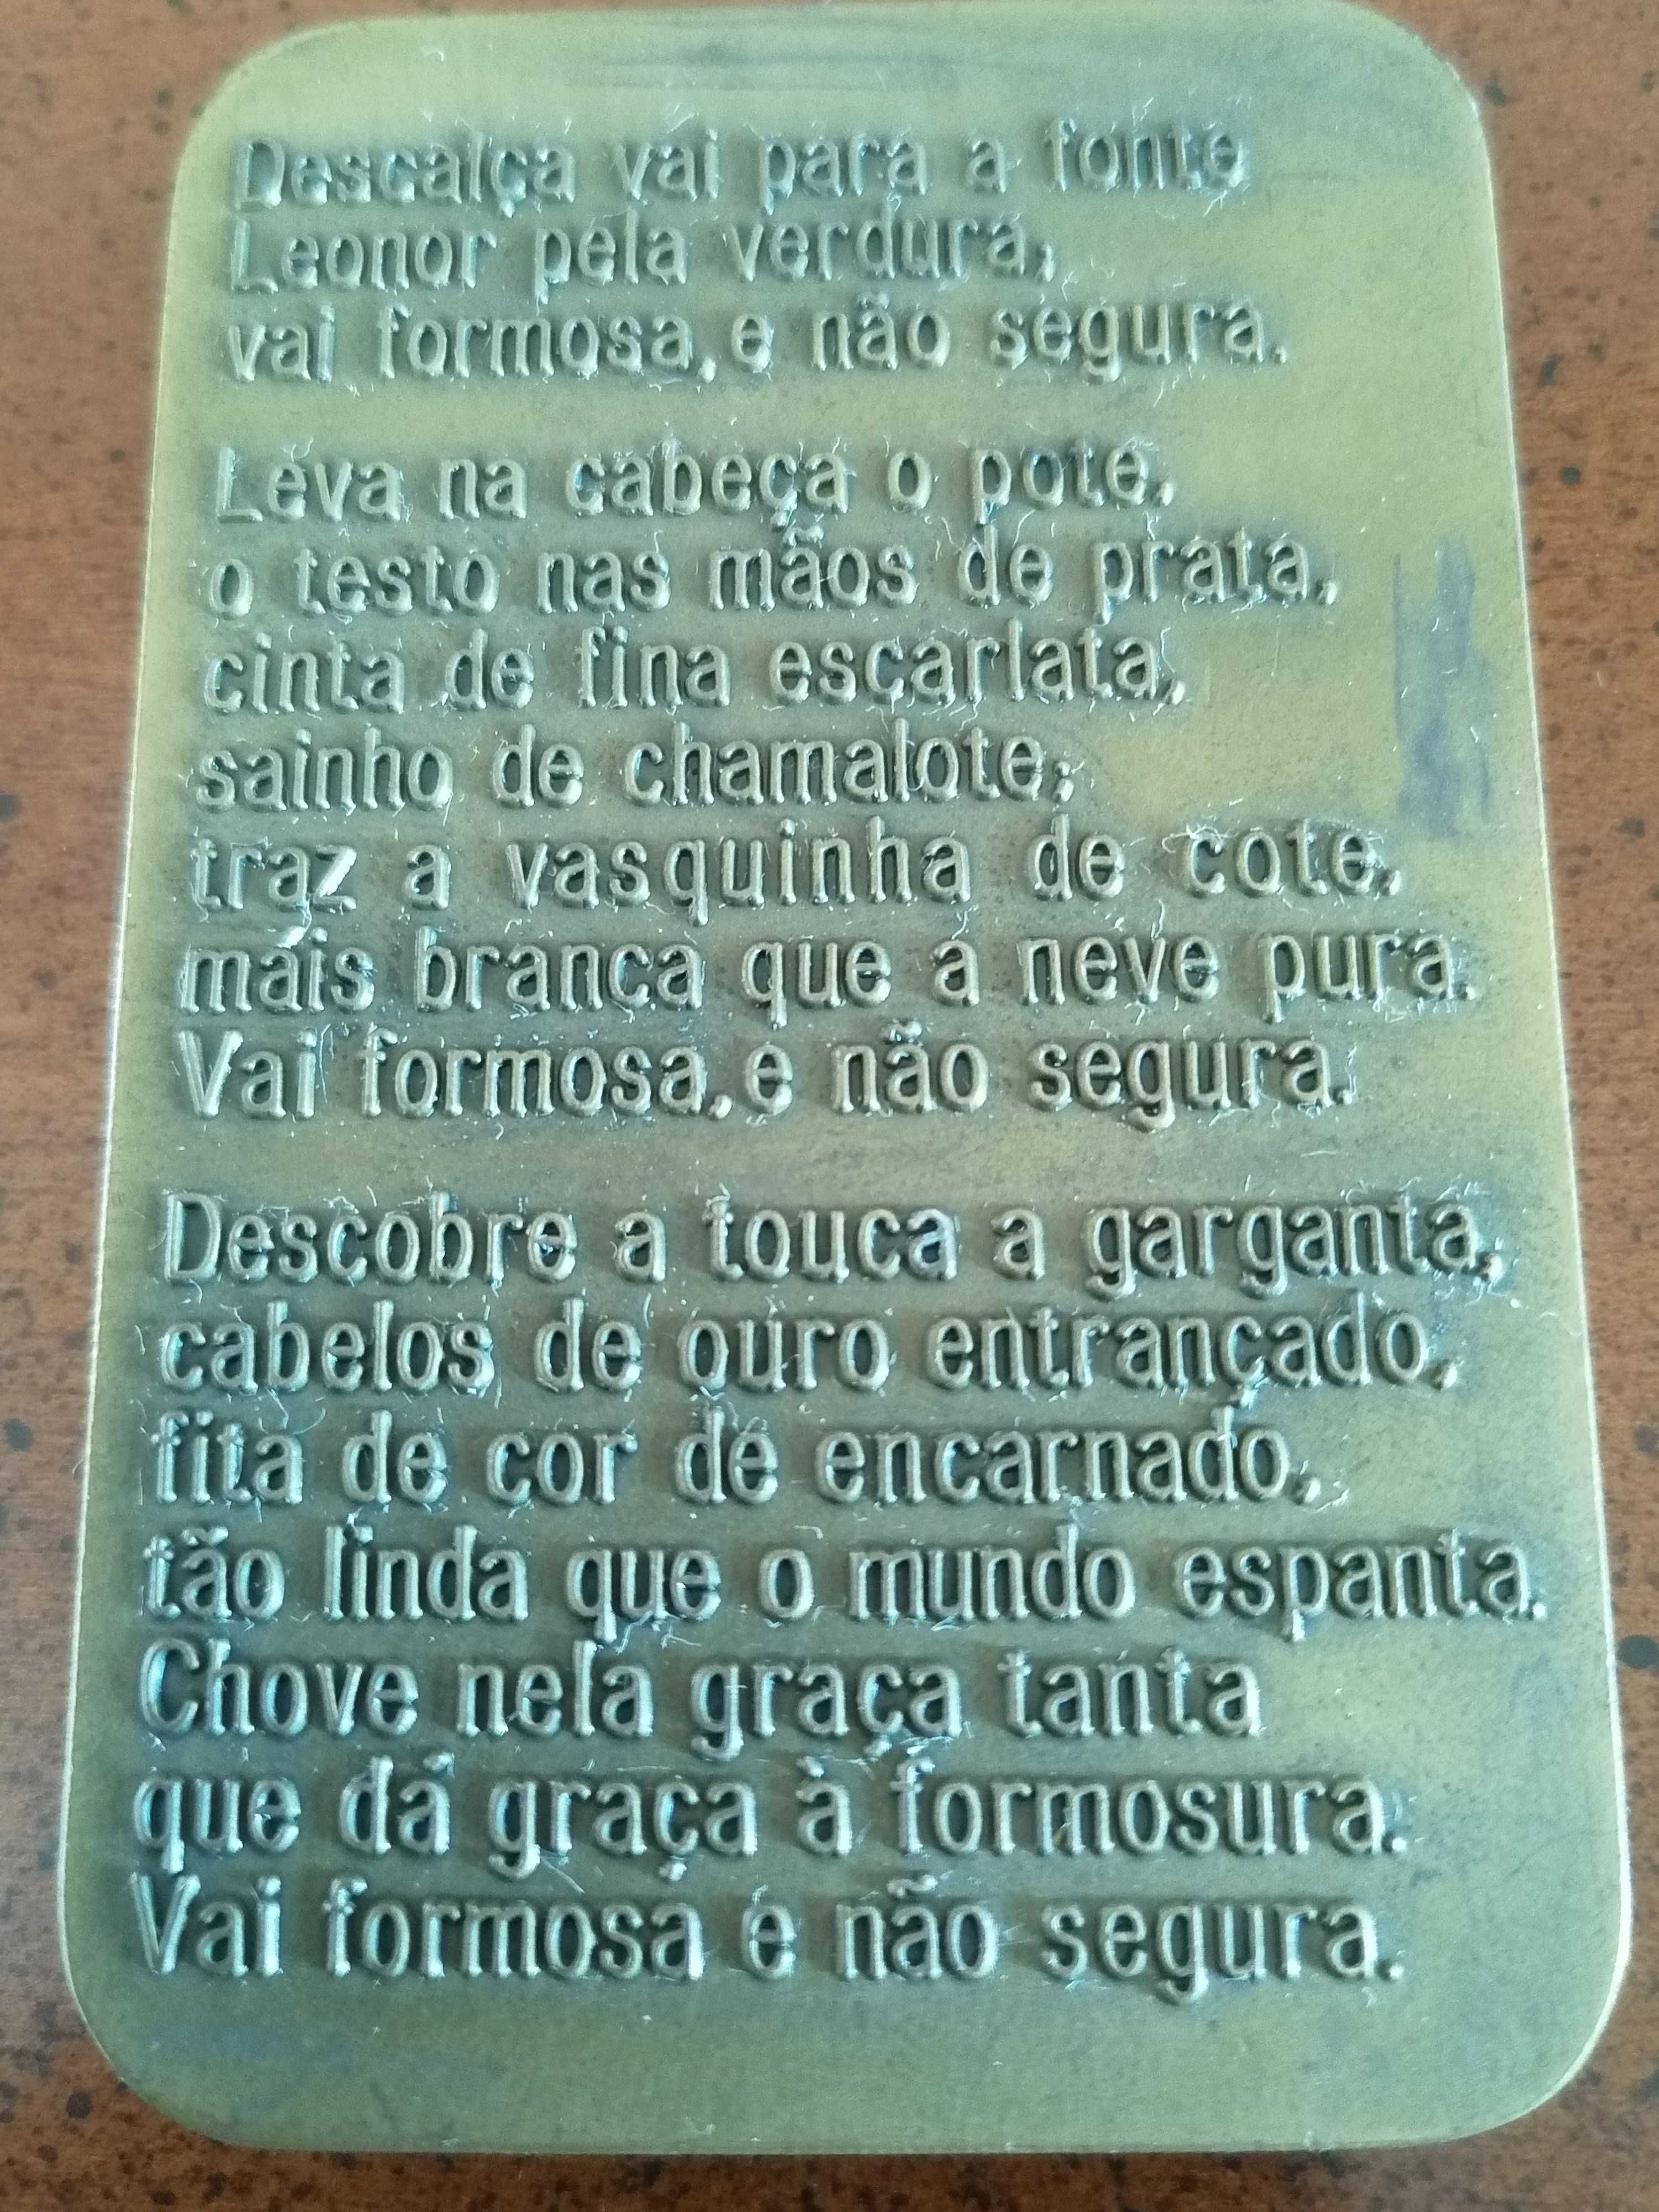 Descalça vai para a fonte
Leonor pela verdura;
vai formosa, e não segura.
Leva na cabeça o pote,
o testo nas mãos de prata,
cinta de fina escarlata,
sainho de chamalote;
traz a vasquinha de cote,
mais branca que a neve pura.
Vai formosa, e não segura.
Descobre a touca a garganta,
cabelos de ouro entrançado,
fita de cor de encarnado,
tão linda que o mundo espanta.
Chove nela graça tanta
que dá graça à formosura.
Vai formosa e não segura.